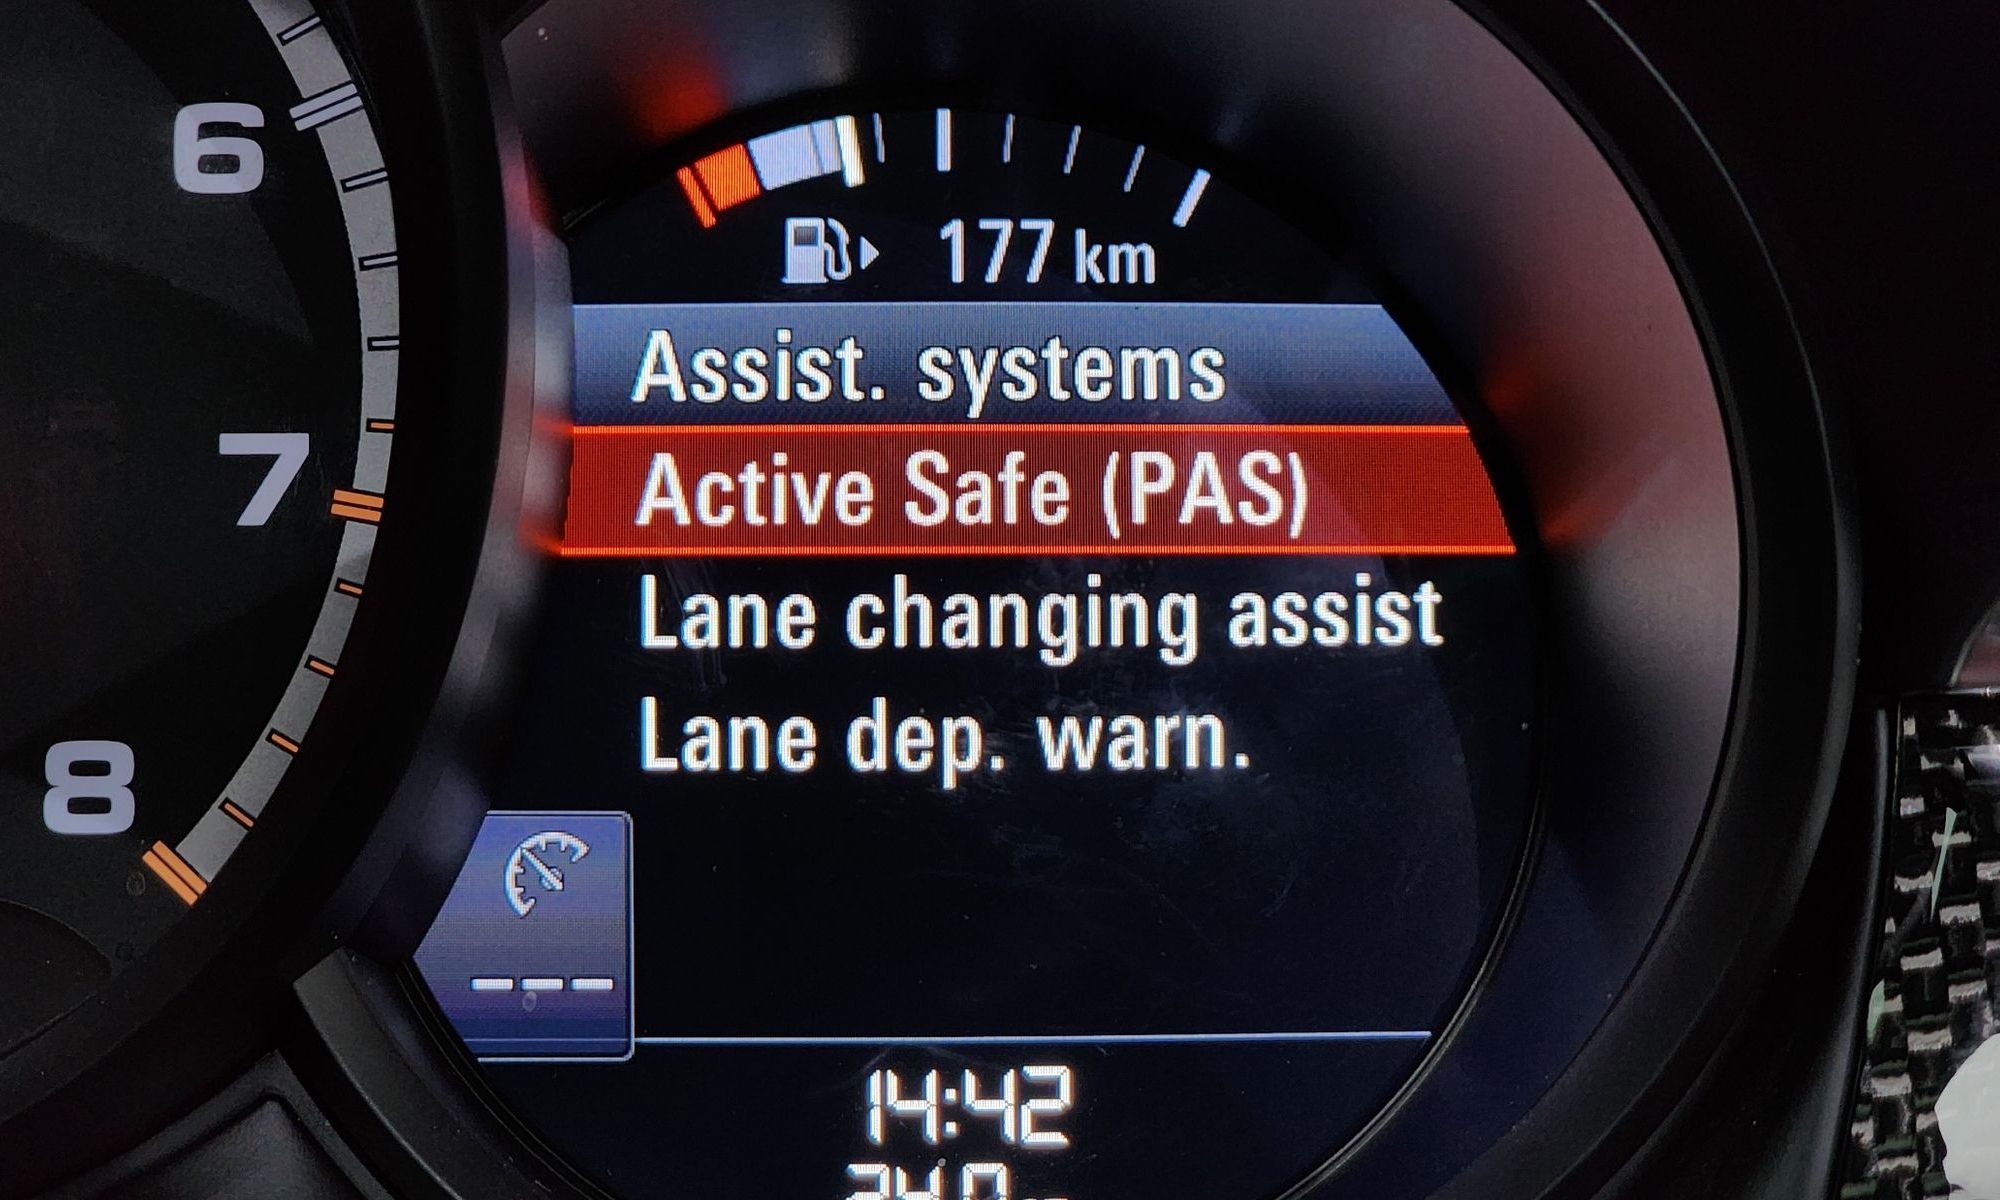 6
7
8
177 km
Assist. systems
Active Safe (PAS)
Lane changing assist
Lane dep. warn.
---
14:42